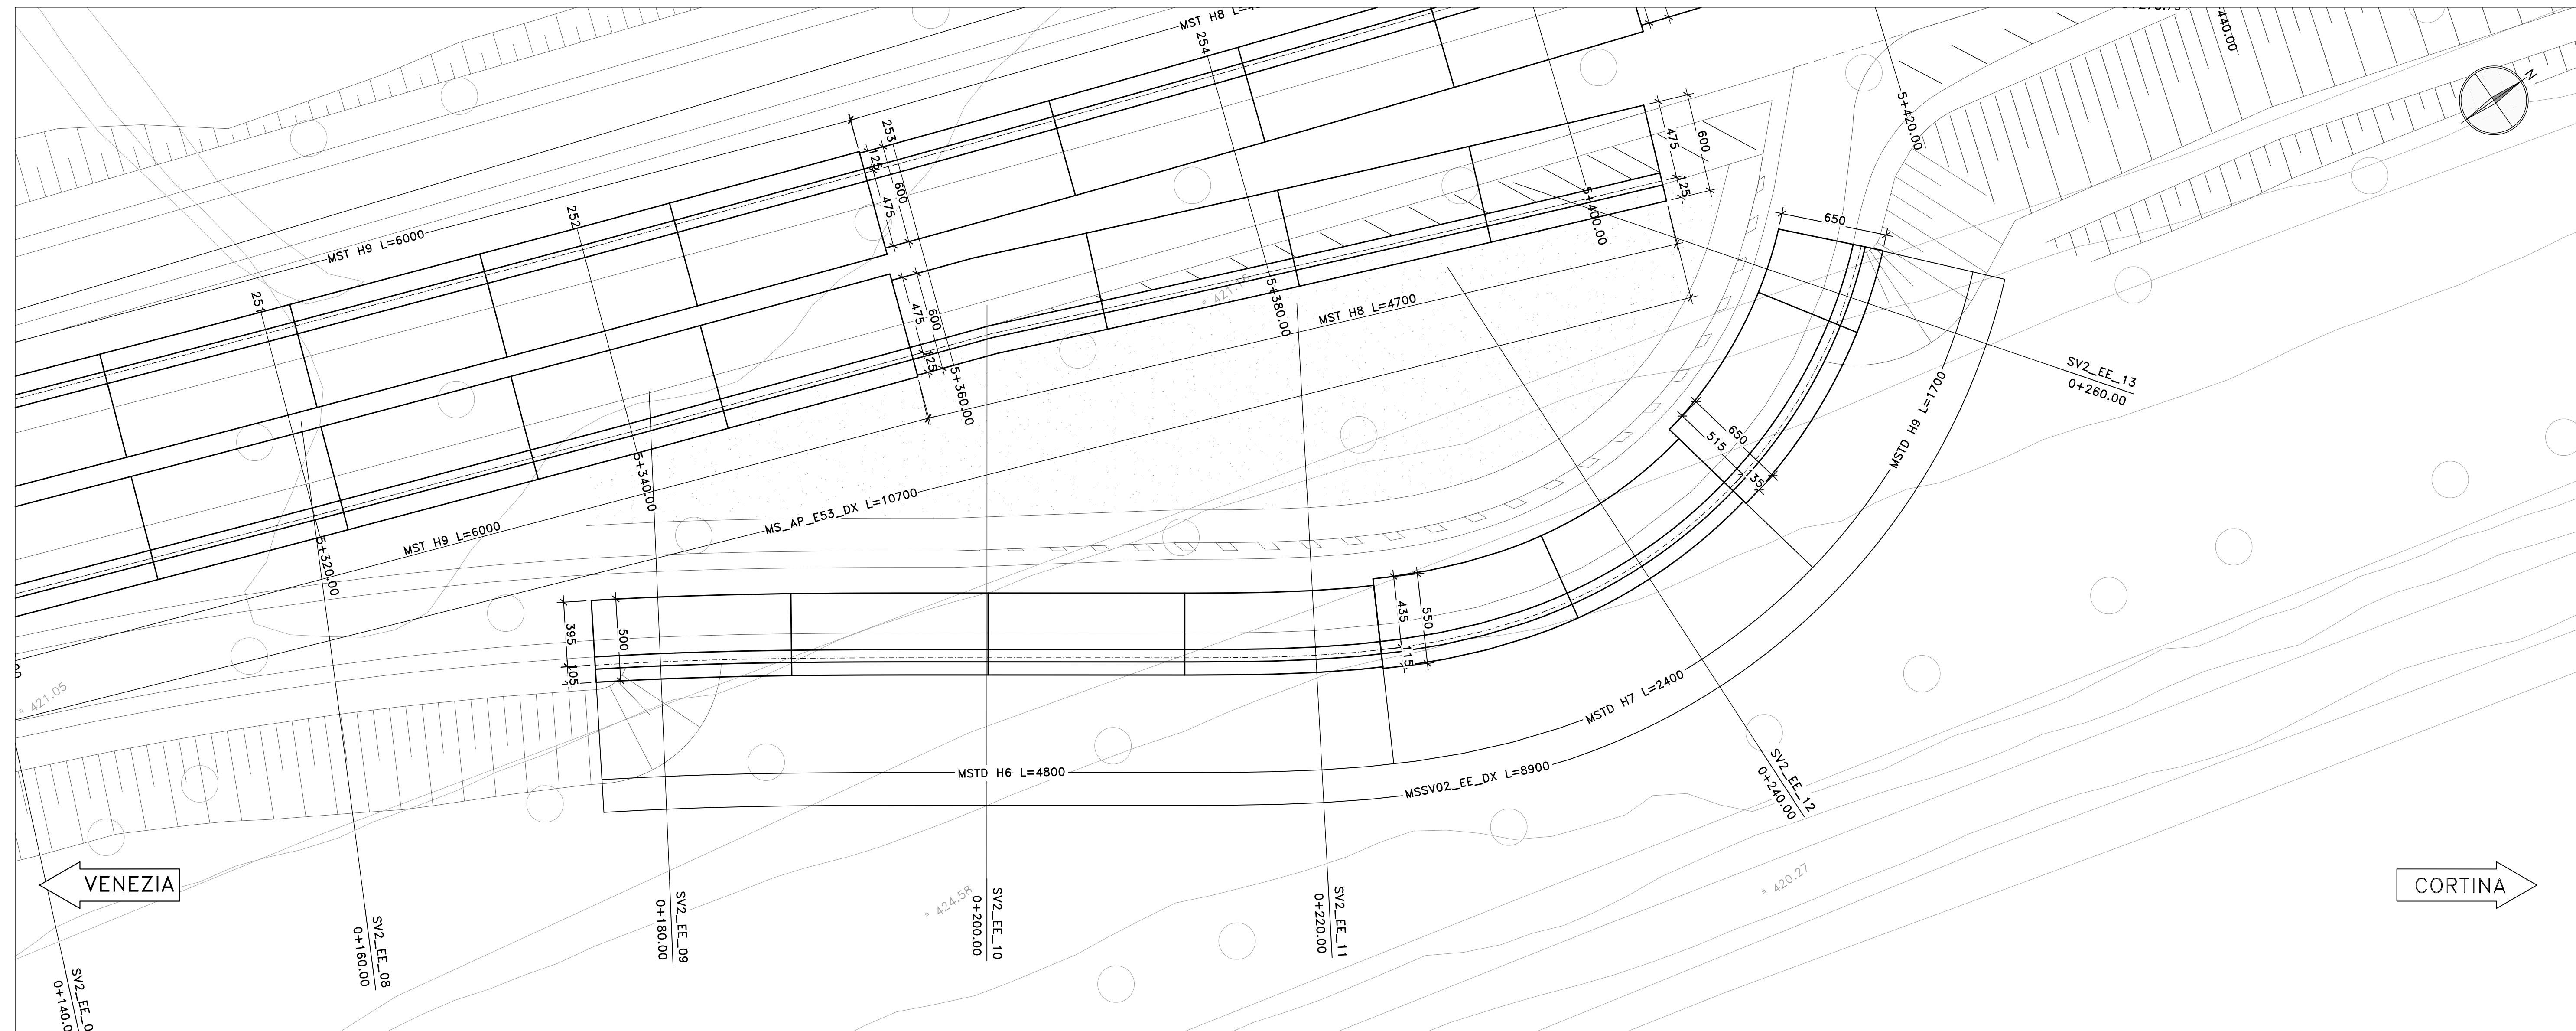 MST H8
254
5+420.00
N
253
125
600
475
MST H9 L=6000
475
600
125
5+400.00
252
251
650
475
600
125
5+360.00
5+380.00
MST H8 L=4700
SV2_EE_13
0+260.00
MSTD H9 L=1700
650
515
135
5+340.00
MS_AP_E53_DX L=10700
MST H9 L=6000
5+320.00
395
500
105
435
550
115
421.05
MSTD H7 L=2400
MSTD H6 L=4800
MSSV02_EE_DX L=8900
SV2_EE_12
0+240.00
VENEZIA
CORTINA
424.58
420.27
SV2_EE_08
0+160.00
SV2_EE_09
0+180.00
SV2_EE_10
0+200.00
SV2_EE_11
0+220.00